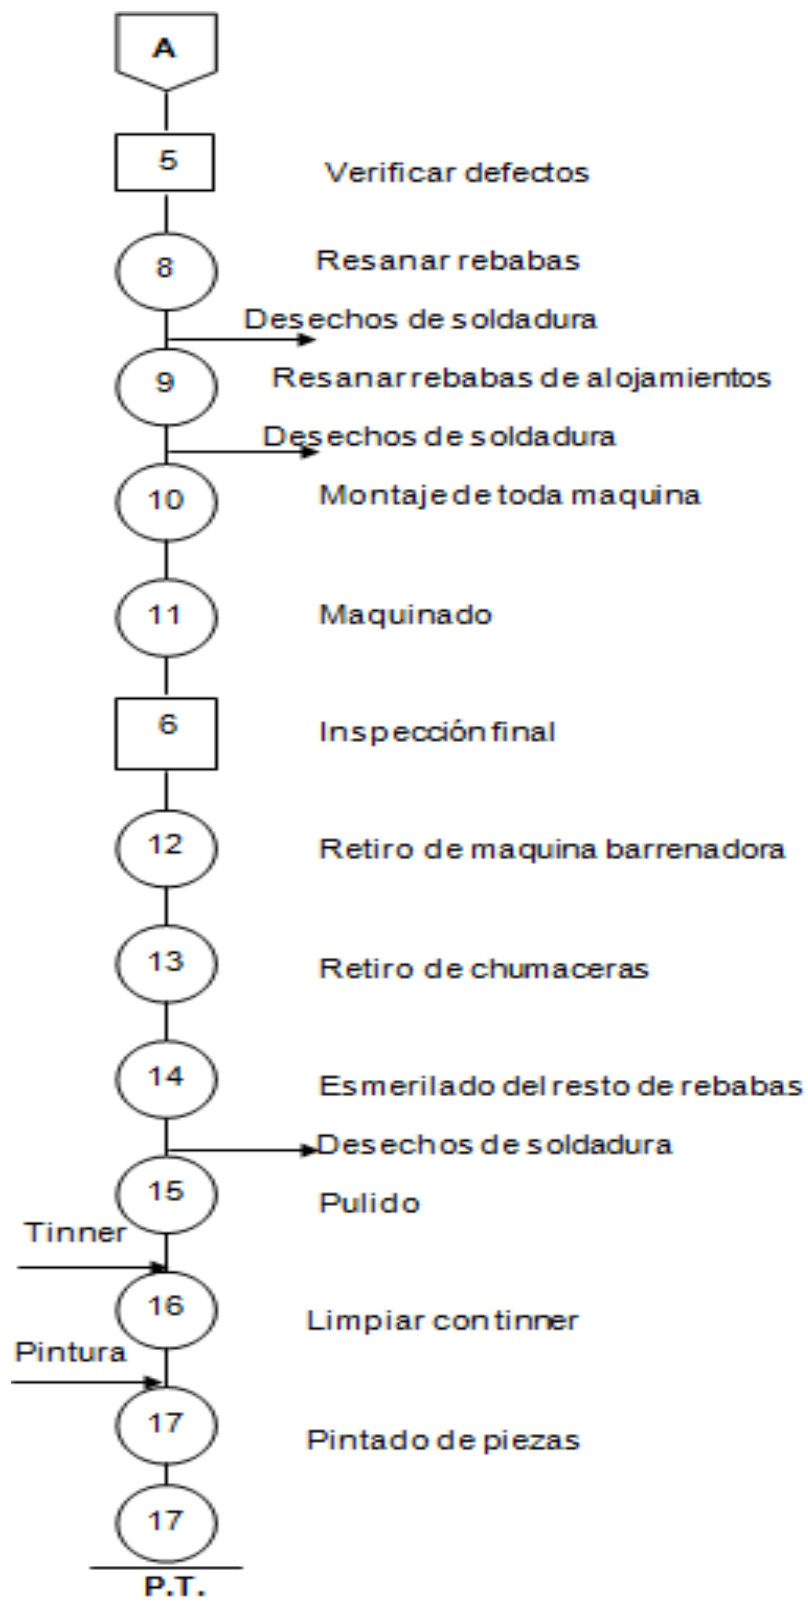 A
5
Verificar defectos
8
Resanar rebabas
Desechos de soldadura
9
Resanar rebabas de alojamientos
Desechos de soldadura
10
Montaje de toda maquina
11
Maquinado
6
Inspección final
12
Retiro de maquina barrenadora
13
Retiro de chumaceras
14
Esmerilado del resto de rebabas
Desechos de soldadura
15
Pulido
Tinner
16
Limpiar con tinner
Pintura
17
Pintado de piezas
17
P.T.